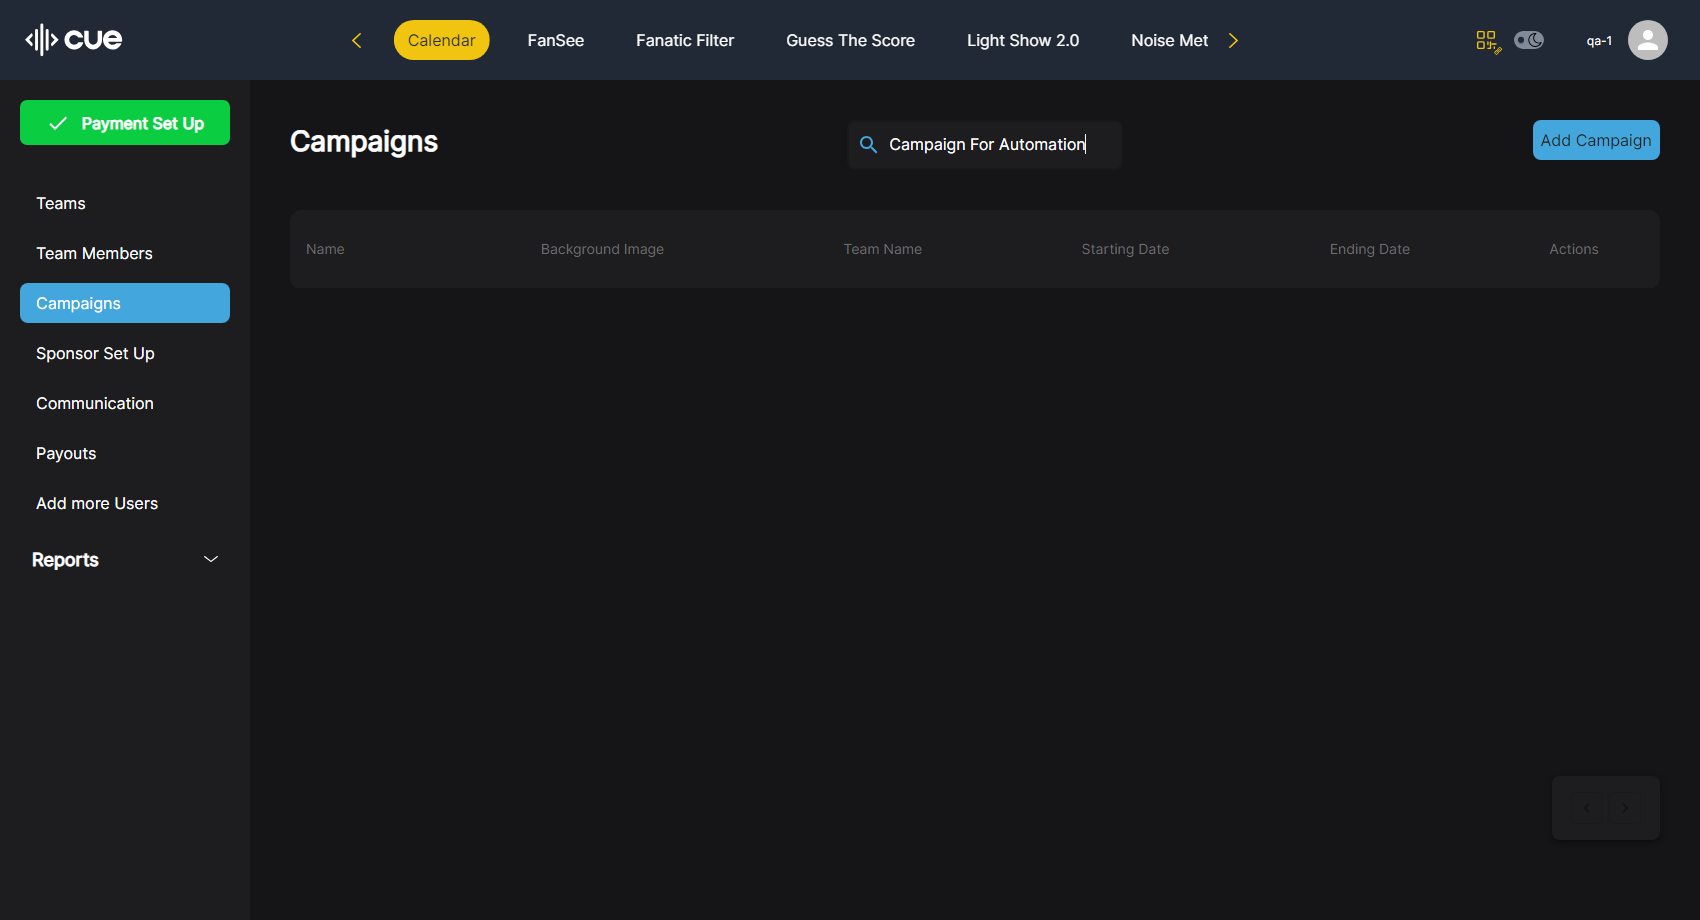 cue
Calendar
FanSee
Fanatic Filter
Guess The Score
Light Show 2.0
Noise Met
qa-1
Payment Set Up
Teams
Team Members
Campaigns
Sponsor Set Up
Communication
Payouts
Add more Users
Reports
Campaigns
Campaign For Automation
Add Campaign
Name
Background Image
Team Name
Starting Date
Ending Date
Actions